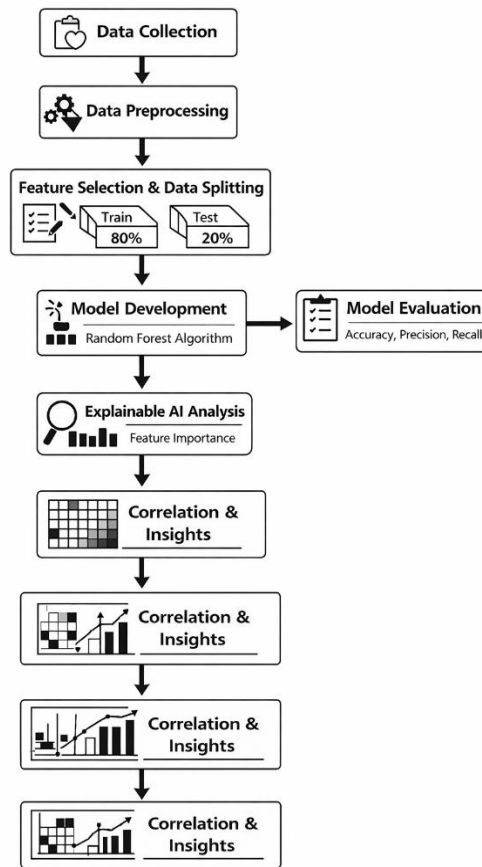 Data Collection
Data Preprocessing
Feature Selection & Data Splitting
Train
80%
Test
20%
Model Development
Random Forest Algorithm
Model Evaluation
Accuracy, Precision, Recall
Explainable AI Analysis
Feature Importance
Correlation &
Insights
Correlation &
Insights
Correlation &
Insights
Correlation &
Insights